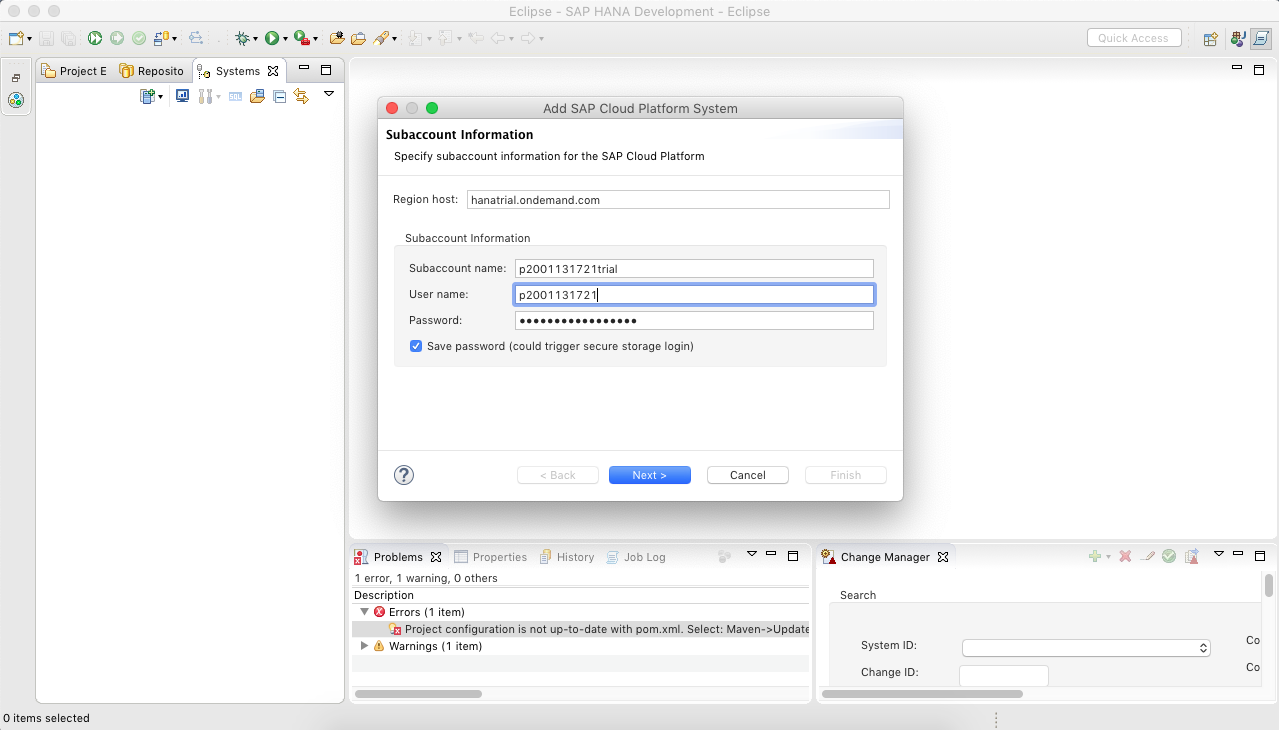 Eclipse - SAP HANA Development - Eclipse
Quick Access
Project E Reposito Systems
Add SAP Cloud Platform System
Subaccount Information
Specify subaccount information for the SAP Cloud Platform
Region host: hanatrial.ondemand.com
Subaccount Information
Subaccount name: p2001131721trial
User name: p2001131721
Password: •••••••••••••••••
Save password (could trigger secure storage login)
? < Back Next > Cancel Finish
Problems Properties History Job Log
1 error, 1 warning, 0 others
Description
Errors (1 item)
Project configuration is not up-to-date with pom.xml. Select: Maven->Update
Warnings (1 item)
Change Manager
Search
System ID: Co
Change ID: Co
0 items selected